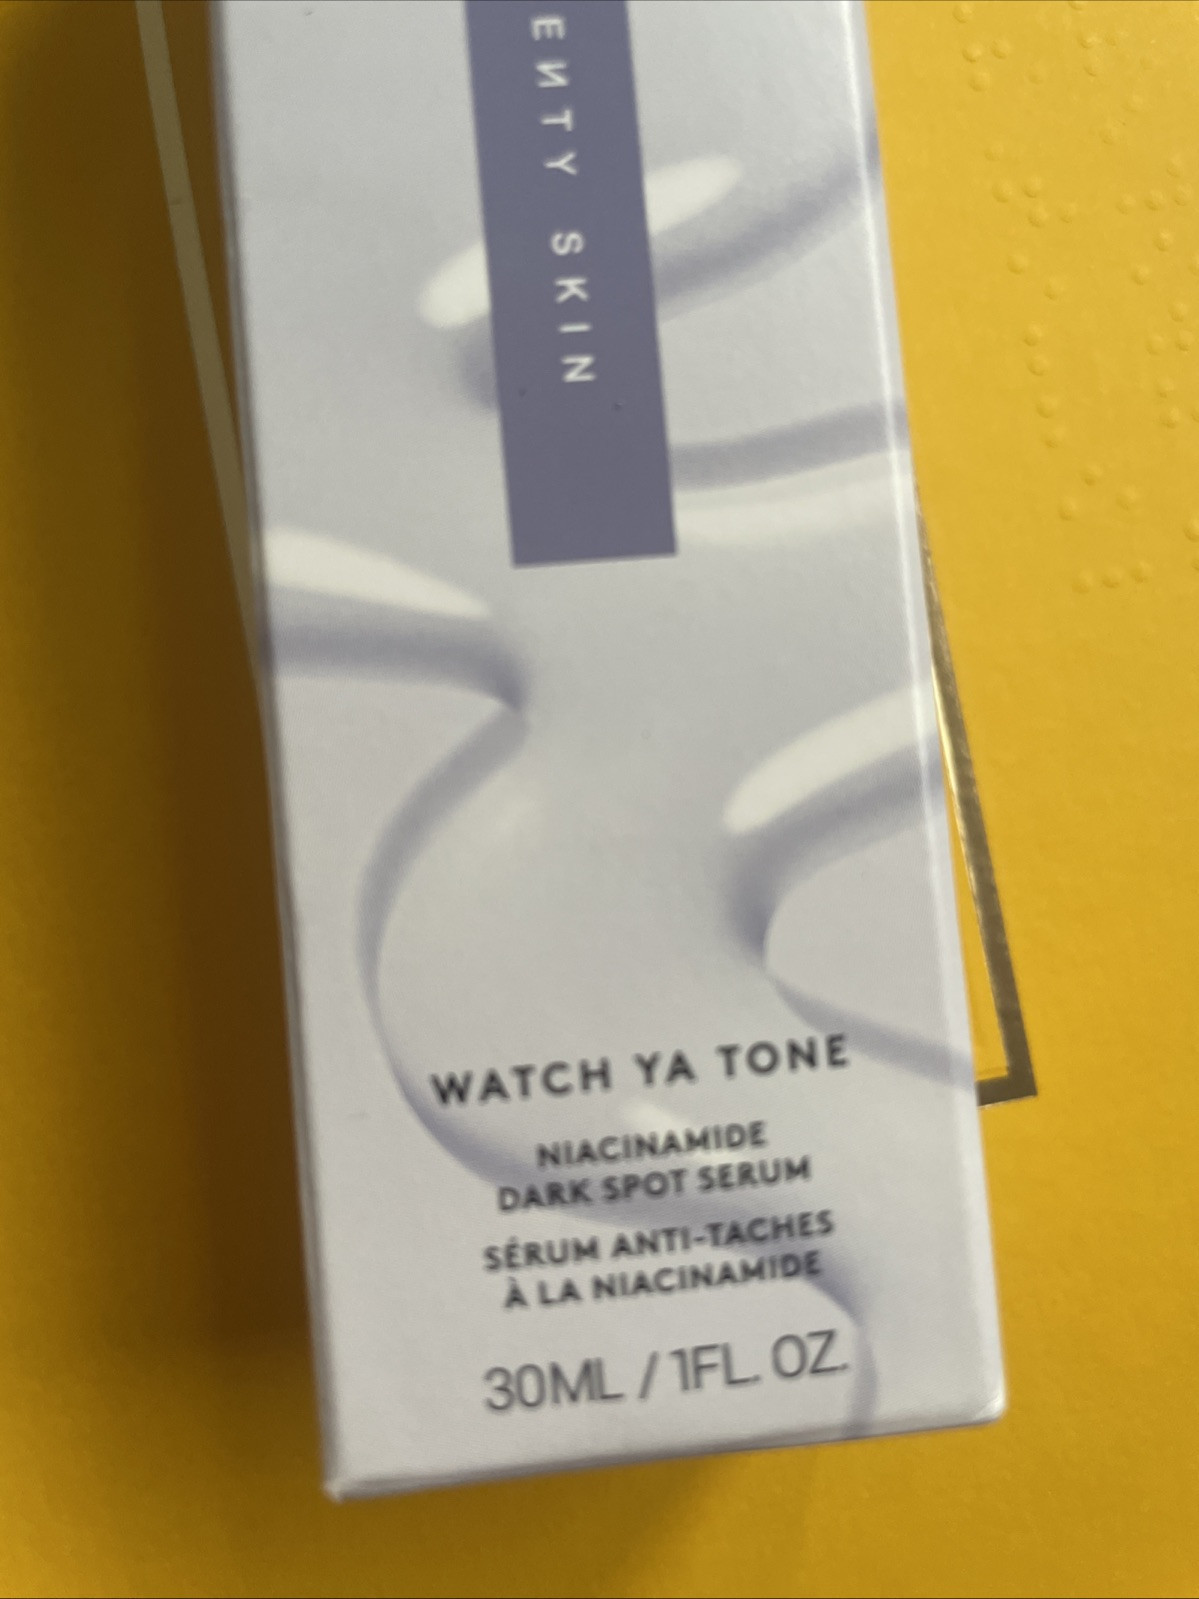 ENTY SKIN
WATCH YA TONE
NIACINAMIDE
DARK SPOT SERUM
SÉRUM ANTI-TACHES
À LA NIACINAMIDE
30ML / 1FL. OZ.